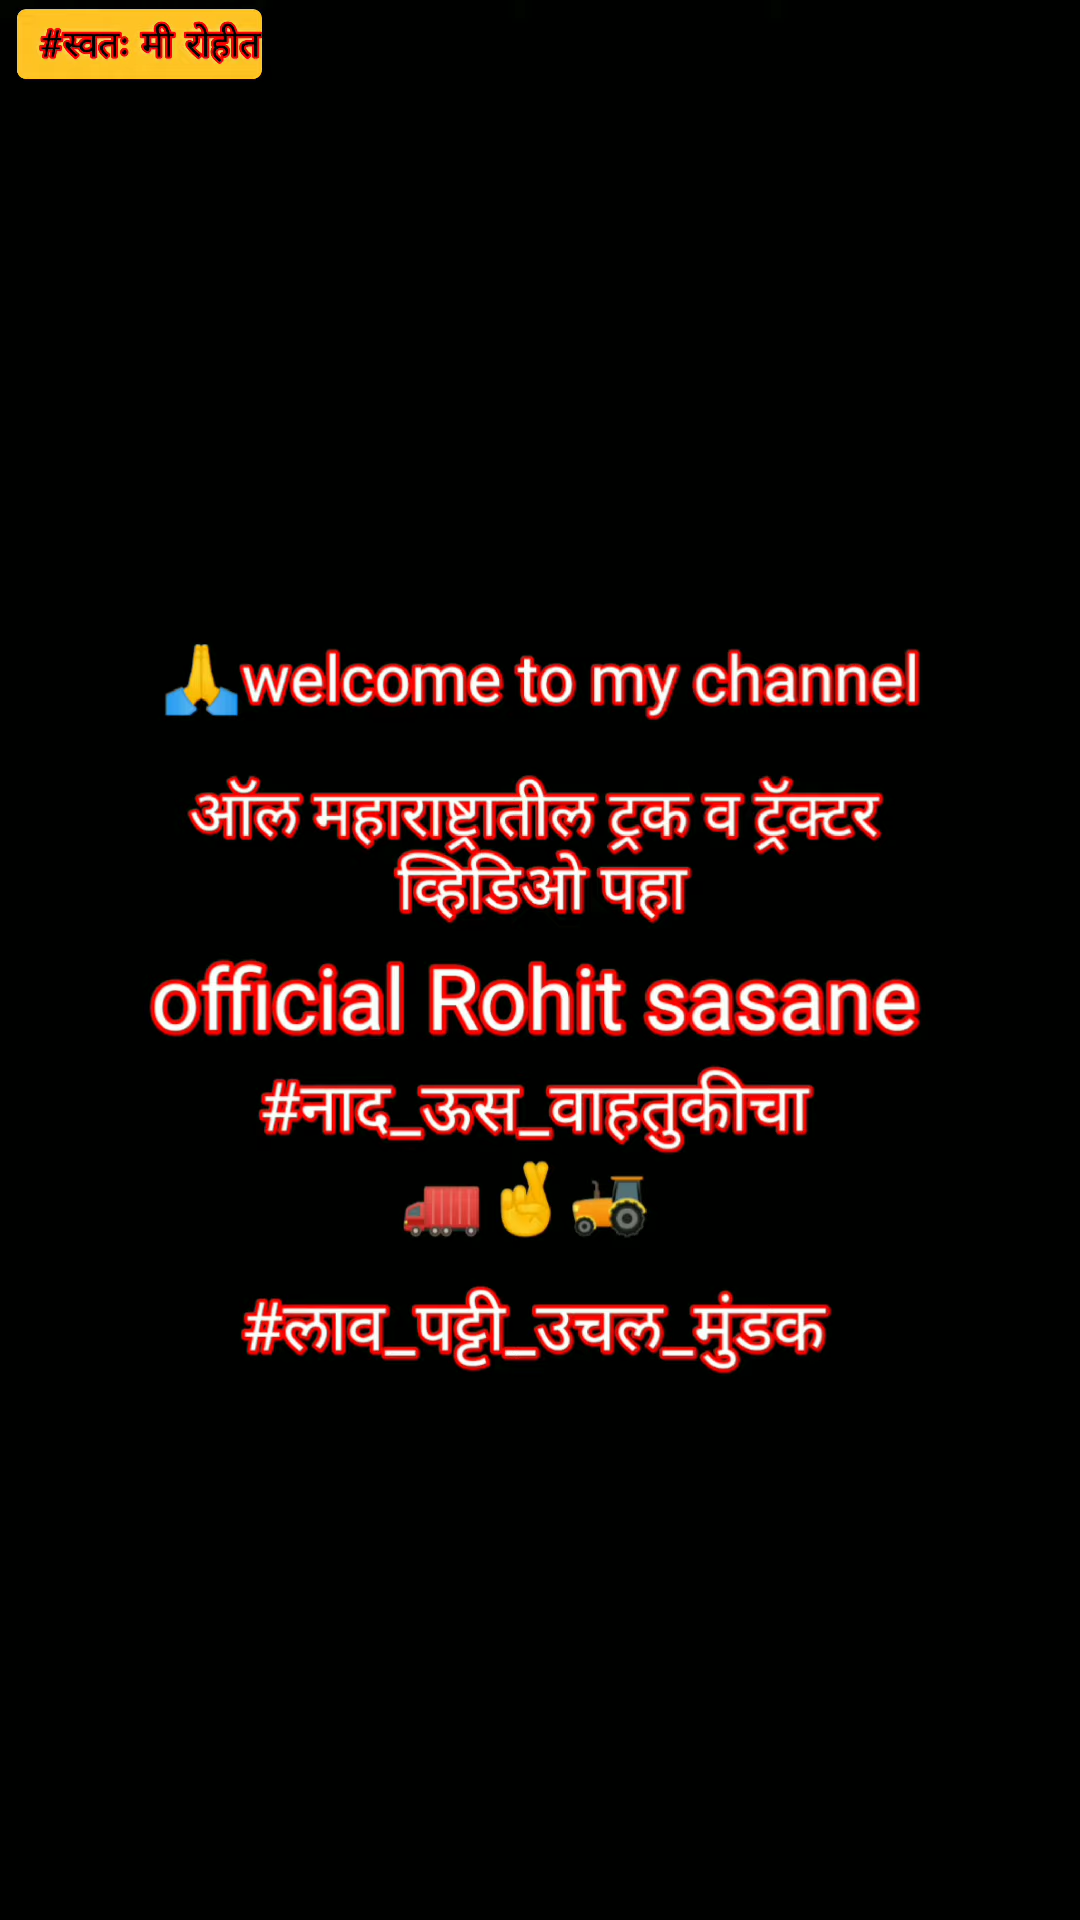 #स्वतः मी रोहीत
🙏welcome to my channel
ऑल महाराष्ट्रातील ट्रक व ट्रॅक्टर
व्हिडिओ पहा
official Rohit sasane
#नाद_ऊस_वाहतुकीचा
🚛🤞🚜
#लाव_पट्टी_उचल_मुंडक